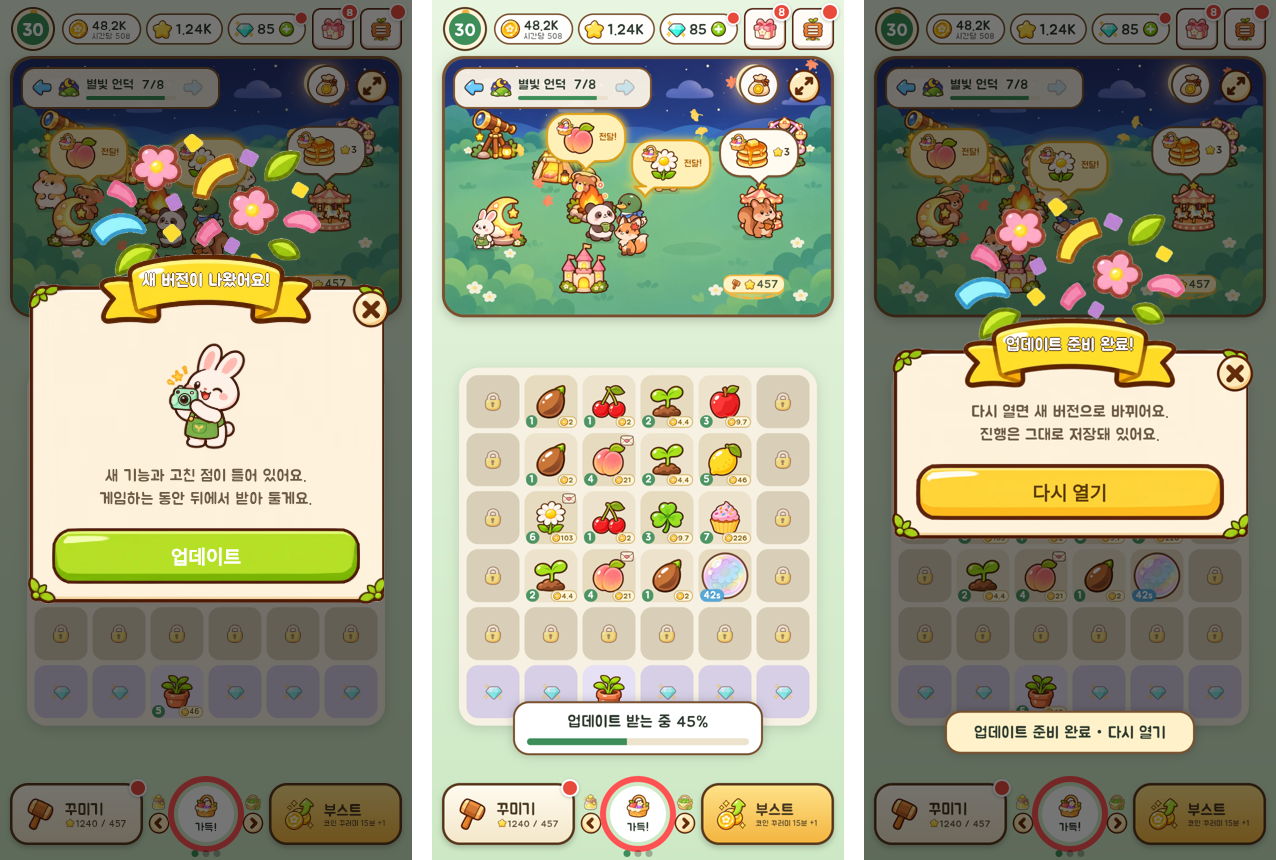 30
48.2K
시간당 508
1.24K
85
8
별빛 언덕 7/8
전달!
3
457
새 버전이 나왔어요!
새 기능과 고친 점이 들어 있어요.
게임하는 동안 뒤에서 받아 둘게요.
업데이트
5
46
꾸미기
1240 / 457
가득!
부스트
코인 꾸러미 15분 +1
30
48.2K
시간당 508
1.24K
85
8
별빛 언덕 7/8
전달!
전달!
3
457
1 2
1 2
2 4.4
3 9.7
1 2
4 21
2 4.4
5 46
6 103
1 2
3 9.7
7 226
2 4.4
4 21
1 2
42s
업데이트 받는 중 45%
꾸미기
1240 / 457
가득!
부스트
코인 꾸러미 15분 +1
30
48.2K
시간당 508
1.24K
85
8
별빛 언덕 7/8
전달!
전달!
3
업데이트 준비 완료!
다시 열면 새 버전으로 바뀌어요.
진행은 그대로 저장돼 있어요.
다시 열기
2 4.4
4 21
1 2
42s
업데이트 준비 완료 · 다시 열기
꾸미기
1240 / 457
가득!
부스트
코인 꾸러미 15분 +1